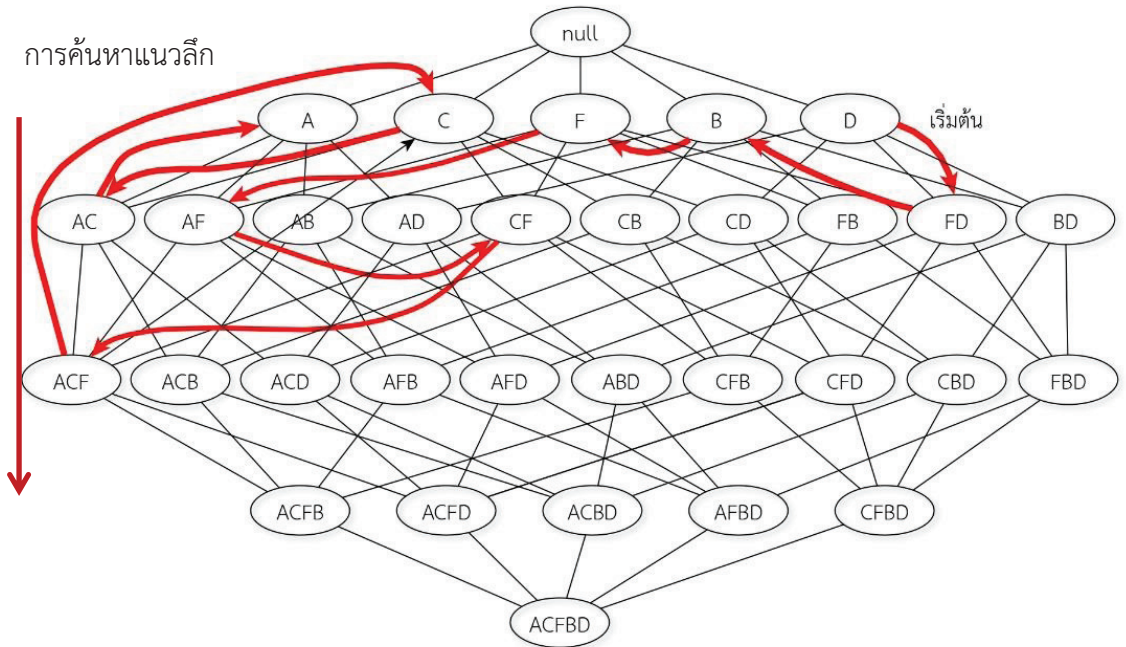 null
การค้นหาแนวลึก
A C F B D เริ่มต้น
AC AF AB AD CF CB CD FB FD BD
ACF ACB ACD AFB AFD ABD CFB CFD CBD FBD
ACFB ACFD ACBD AFBD CFBD
ACFBD